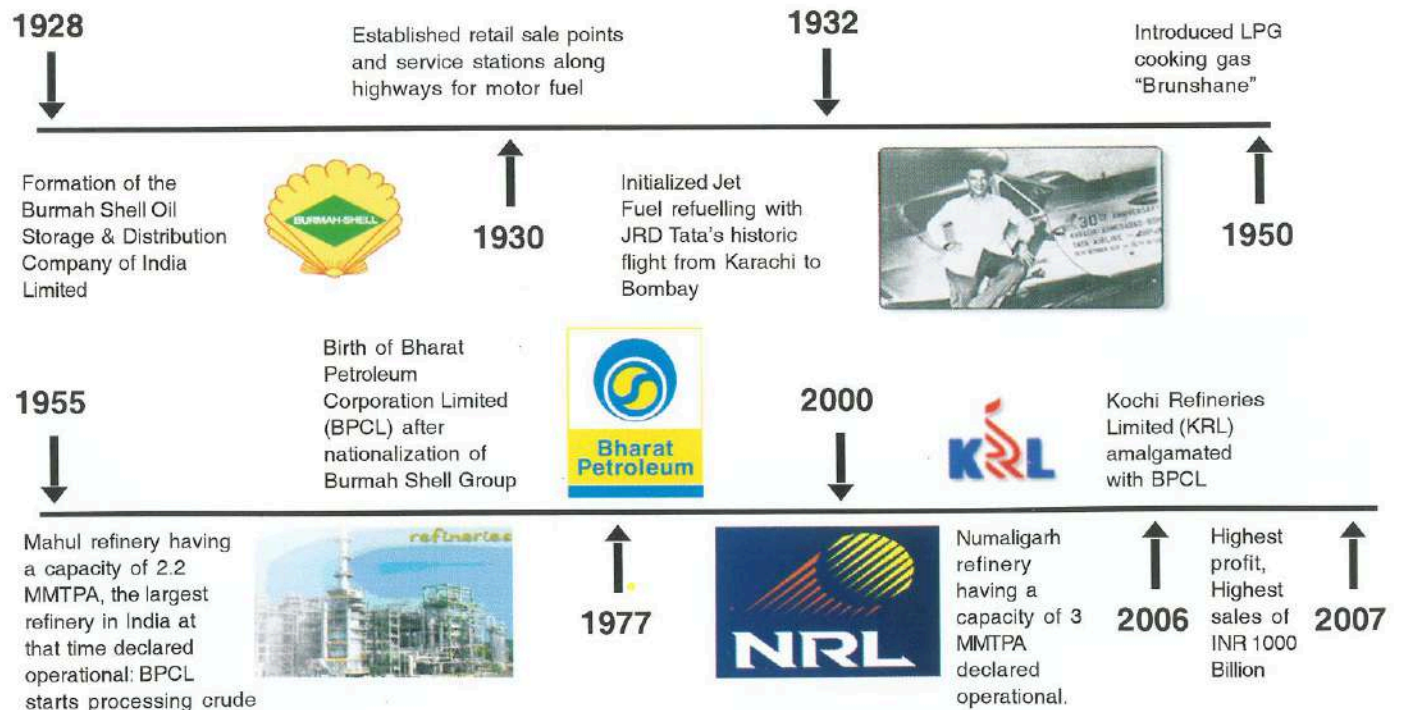 1928
Established retail sale points
and service stations along
highways for motor fuel
1932
Introduced LPG
cooking gas
“Brunshane”
Formation of the
Burmah Shell Oil
Storage & Distribution
Company of India
Limited
BURMAH-SHELL
1930
Initialized Jet
Fuel refuelling with
JRD Tata's historic
flight from Karachi to
Bombay
30TH ANNIVERSARY
TATA AIRLINE
1950
1955
Birth of Bharat
Petroleum
Corporation Limited
(BPCL) after
nationalization of
Burmah Shell Group
Bharat
Petroleum
2000
KRL
Kochi Refineries
Limited (KRL)
amalgamated
with BPCL
Mahul refinery having
a capacity of 2.2
MMTPA, the largest
refinery in India at
that time declared
operational: BPCL
starts processing crude
refineries
1977
NRL
Numaligarh
refinery
having a
capacity of 3
MMTPA
declared
operational.
2006
Highest
profit,
Highest
sales of
INR 1000
Billion
2007